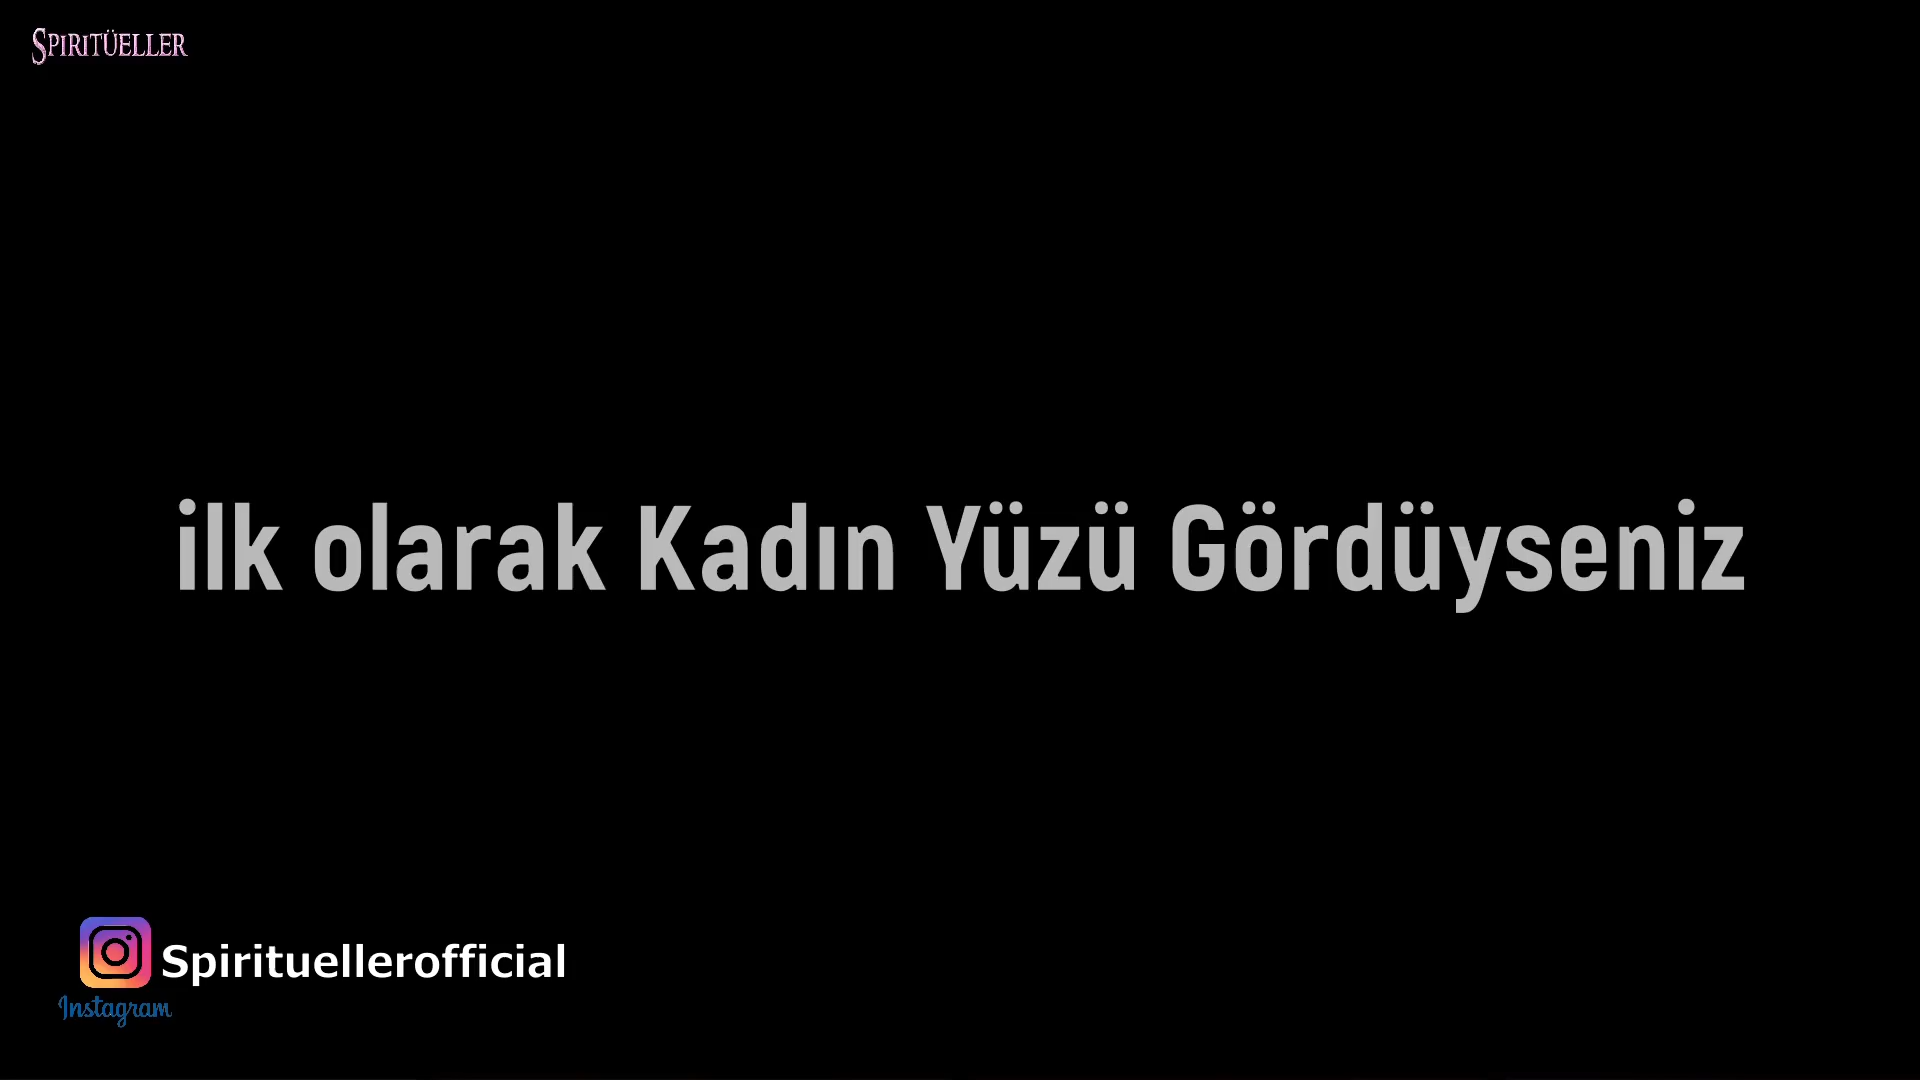 SPIRITÜELLER
ilk olarak Kadın Yüzü Gördüyseniz
Spirituellerofficial
Instagram